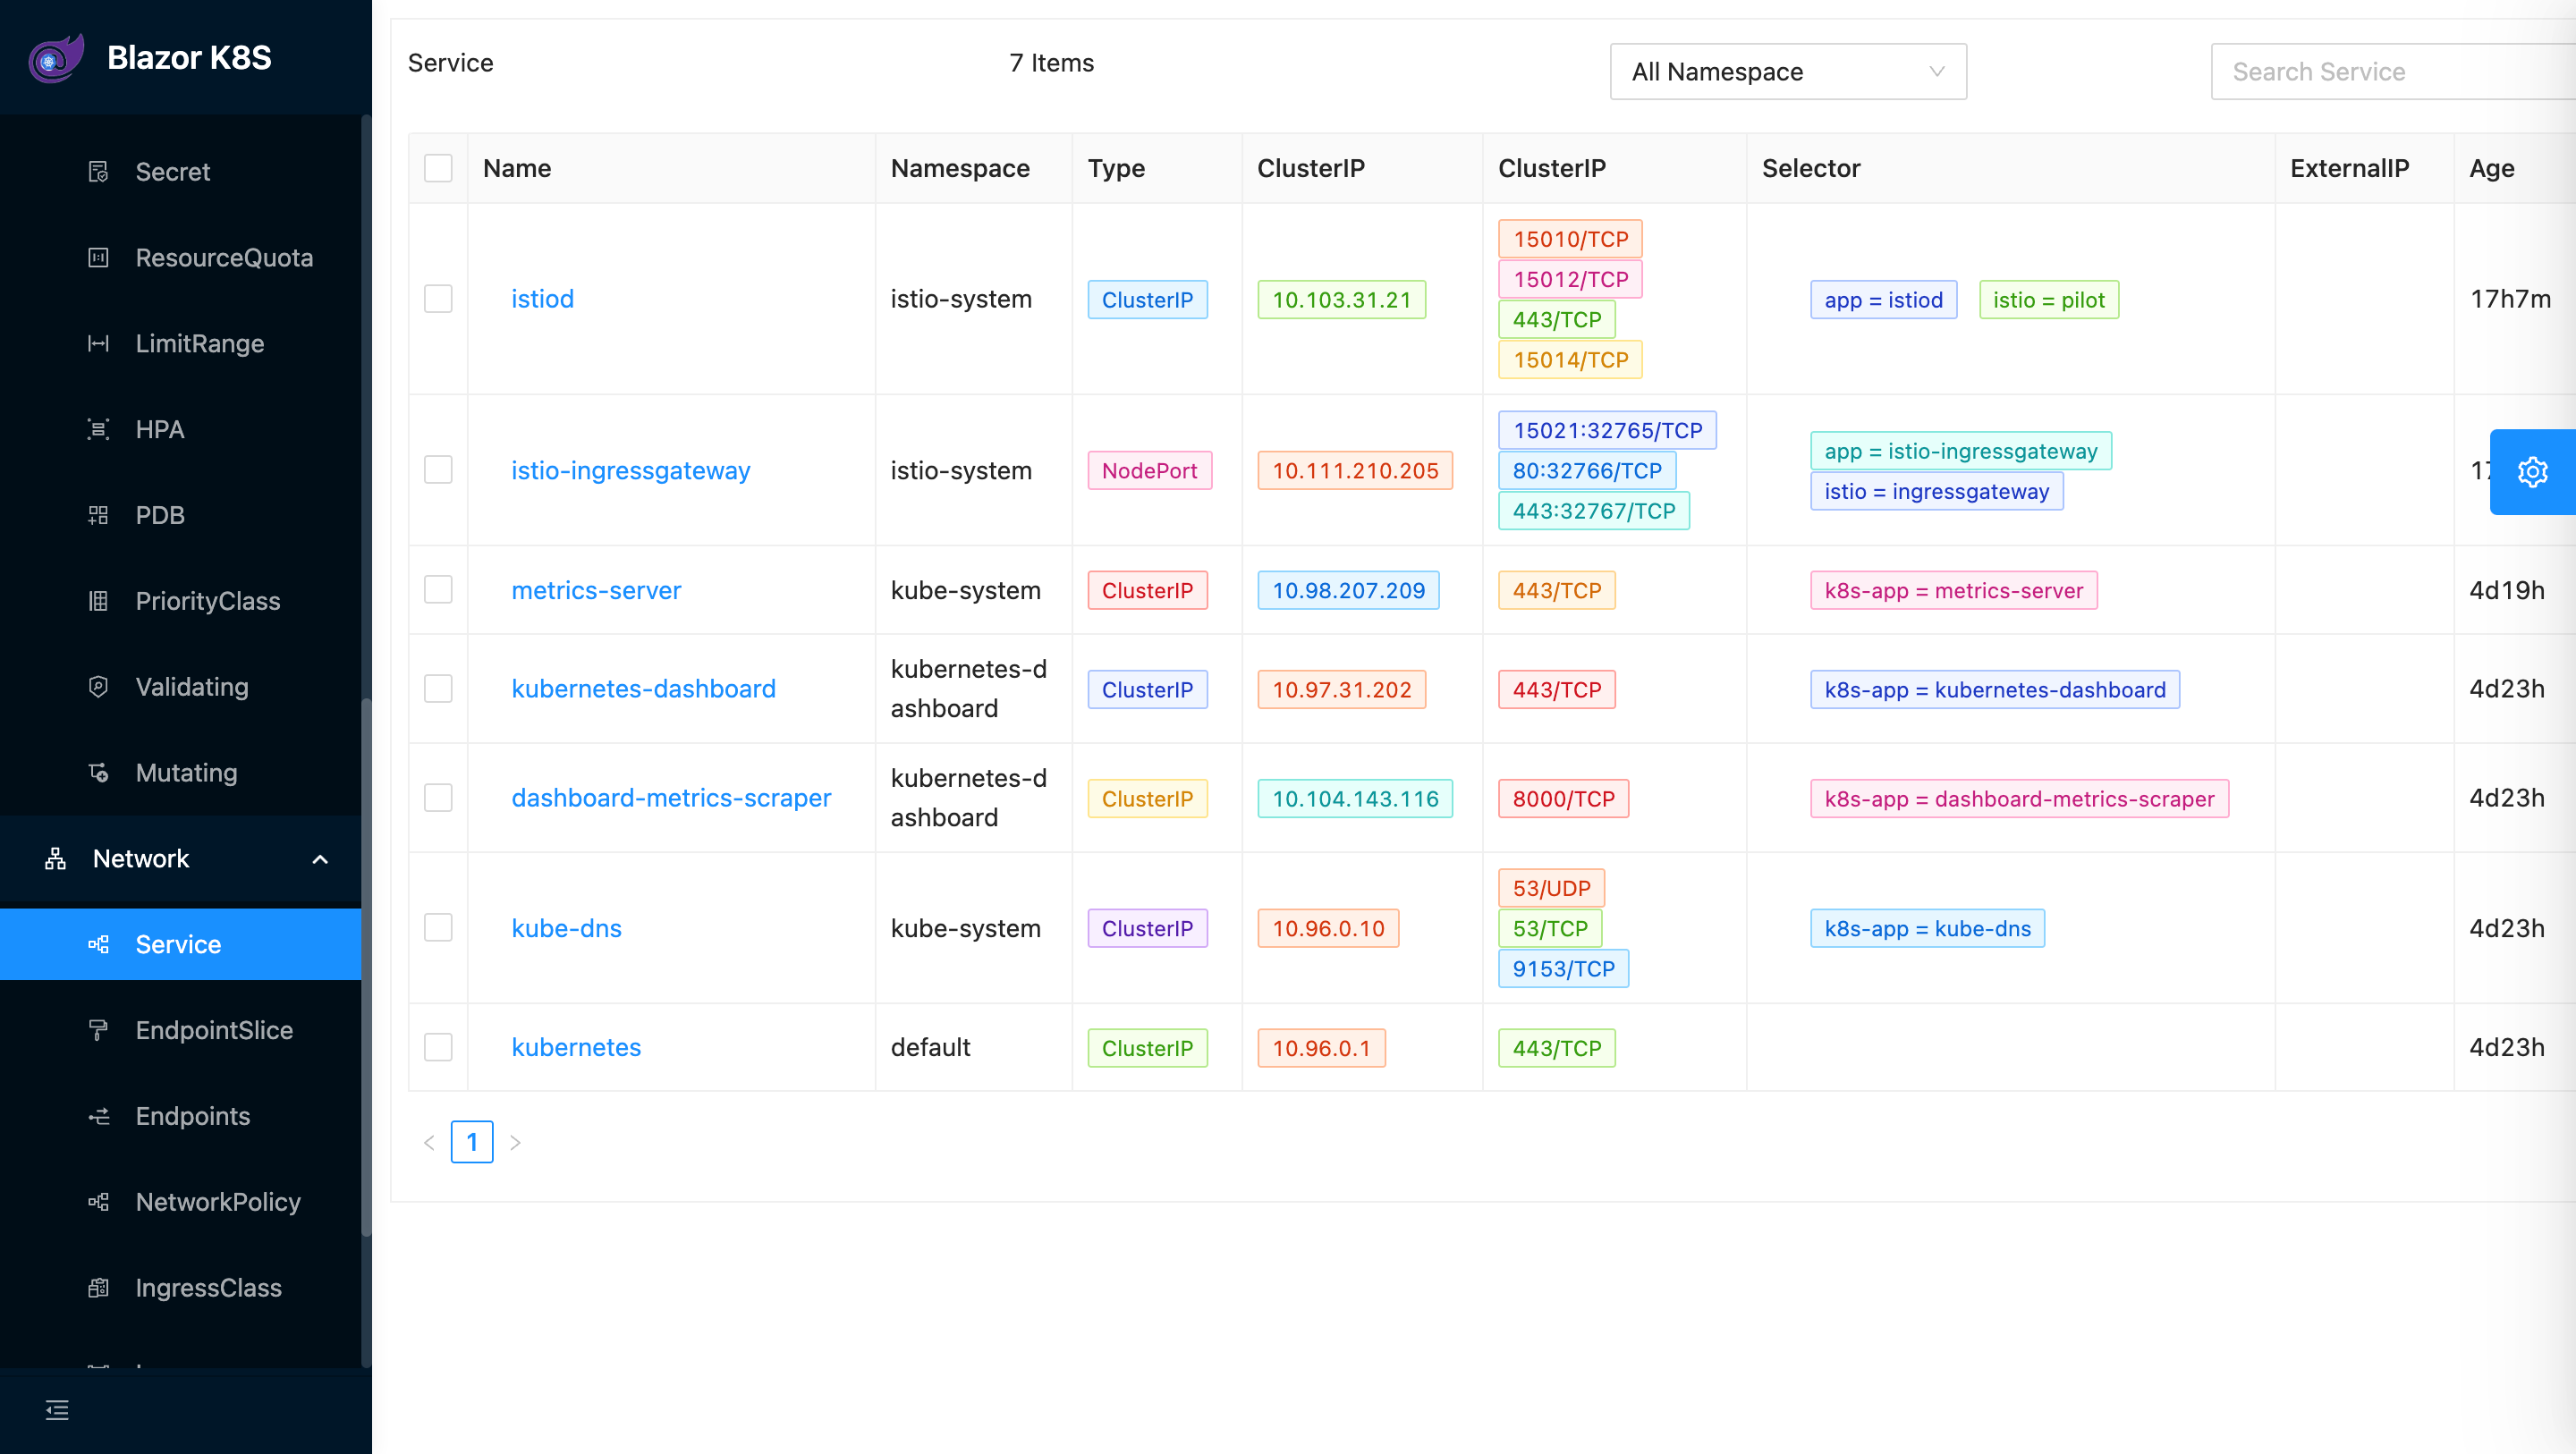 Blazor K8S
Secret
ResourceQuota
LimitRange
HPA
PDB
PriorityClass
Validating
Mutating
Network
Service
EndpointSlice
Endpoints
NetworkPolicy
IngressClass
Service 7 Items All Namespace Search Service
Name Namespace Type ClusterIP ClusterIP Selector ExternalIP Age
istiod istio-system ClusterIP 10.103.31.21 15010/TCP
15012/TCP
443/TCP
15014/TCP
app = istiod istio = pilot 17h7m
istio-ingressgateway istio-system NodePort 10.111.210.205 15021:32765/TCP
80:32766/TCP
443:32767/TCP
app = istio-ingressgateway
istio = ingressgateway
metrics-server kube-system ClusterIP 10.98.207.209 443/TCP k8s-app = metrics-server 4d19h
kubernetes-dashboard kubernetes-d
ashboard
ClusterIP 10.97.31.202 443/TCP k8s-app = kubernetes-dashboard 4d23h
dashboard-metrics-scraper kubernetes-d
ashboard
ClusterIP 10.104.143.116 8000/TCP k8s-app = dashboard-metrics-scraper 4d23h
kube-dns kube-system ClusterIP 10.96.0.10 53/UDP
53/TCP
9153/TCP
k8s-app = kube-dns 4d23h
kubernetes default ClusterIP 10.96.0.1 443/TCP 4d23h
1